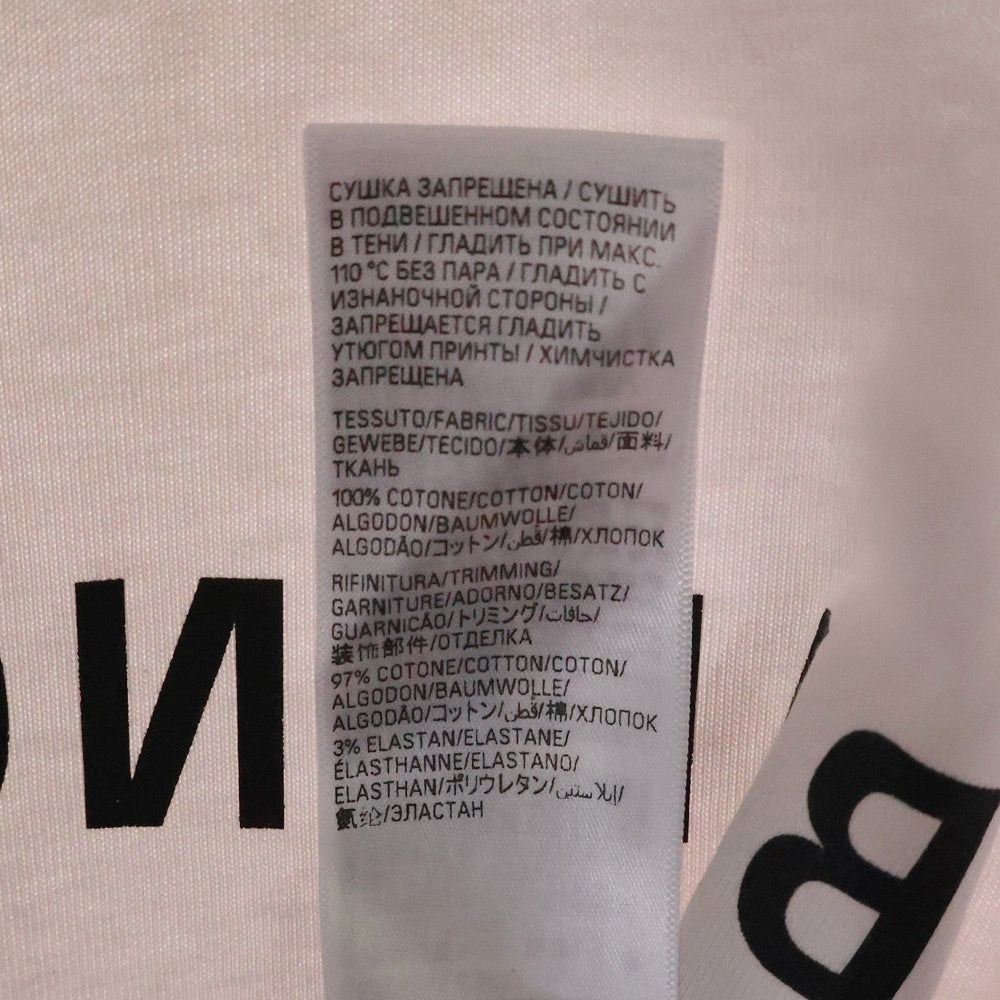 СУШКА ЗАПРЕЩЕНА / СУШИТЬ
В ПОДВЕШЕННОМ СОСТОЯНИИ
В ТЕНИ / ГЛАДИТЬ ПРИ МАКС.
110 °C БЕЗ ПАРА / ГЛАДИТЬ С
ИЗНАНОЧНОЙ СТОРОНЫ /
ЗАПРЕЩАЕТСЯ ГЛАДИТЬ
УТЮГОМ ПРИНТЫ / ХИМЧИСТКА
ЗАПРЕЩЕНА
TESSUTO/FABRIC/TISSU/TEJIDO/
GEWEBE/TECIDO/本体/قماش/面料/
ТКАНЬ
100% COTONE/COTTON/COTON/
ALGODON/BAUMWOLLE/
ALGODÃO/コットン/قطن/棉/ХЛОПОК
RIFINITURA/TRIMMING/
GARNITURE/ADORNO/BESATZ/
GUARNICÃO/トリミング/حافات/
装饰部件/ОТДЕЛКА
97% COTONE/COTTON/COTON/
ALGODON/BAUMWOLLE/
ALGODÃO/コットン/قطن/棉/ХЛОПОК
3% ELASTAN/ELASTANE/
ÉLASTHANNE/ELASTANO/
ELASTHAN/ポリウレタン/إيلاستين/
氨纶/ЭЛАСТАН
B